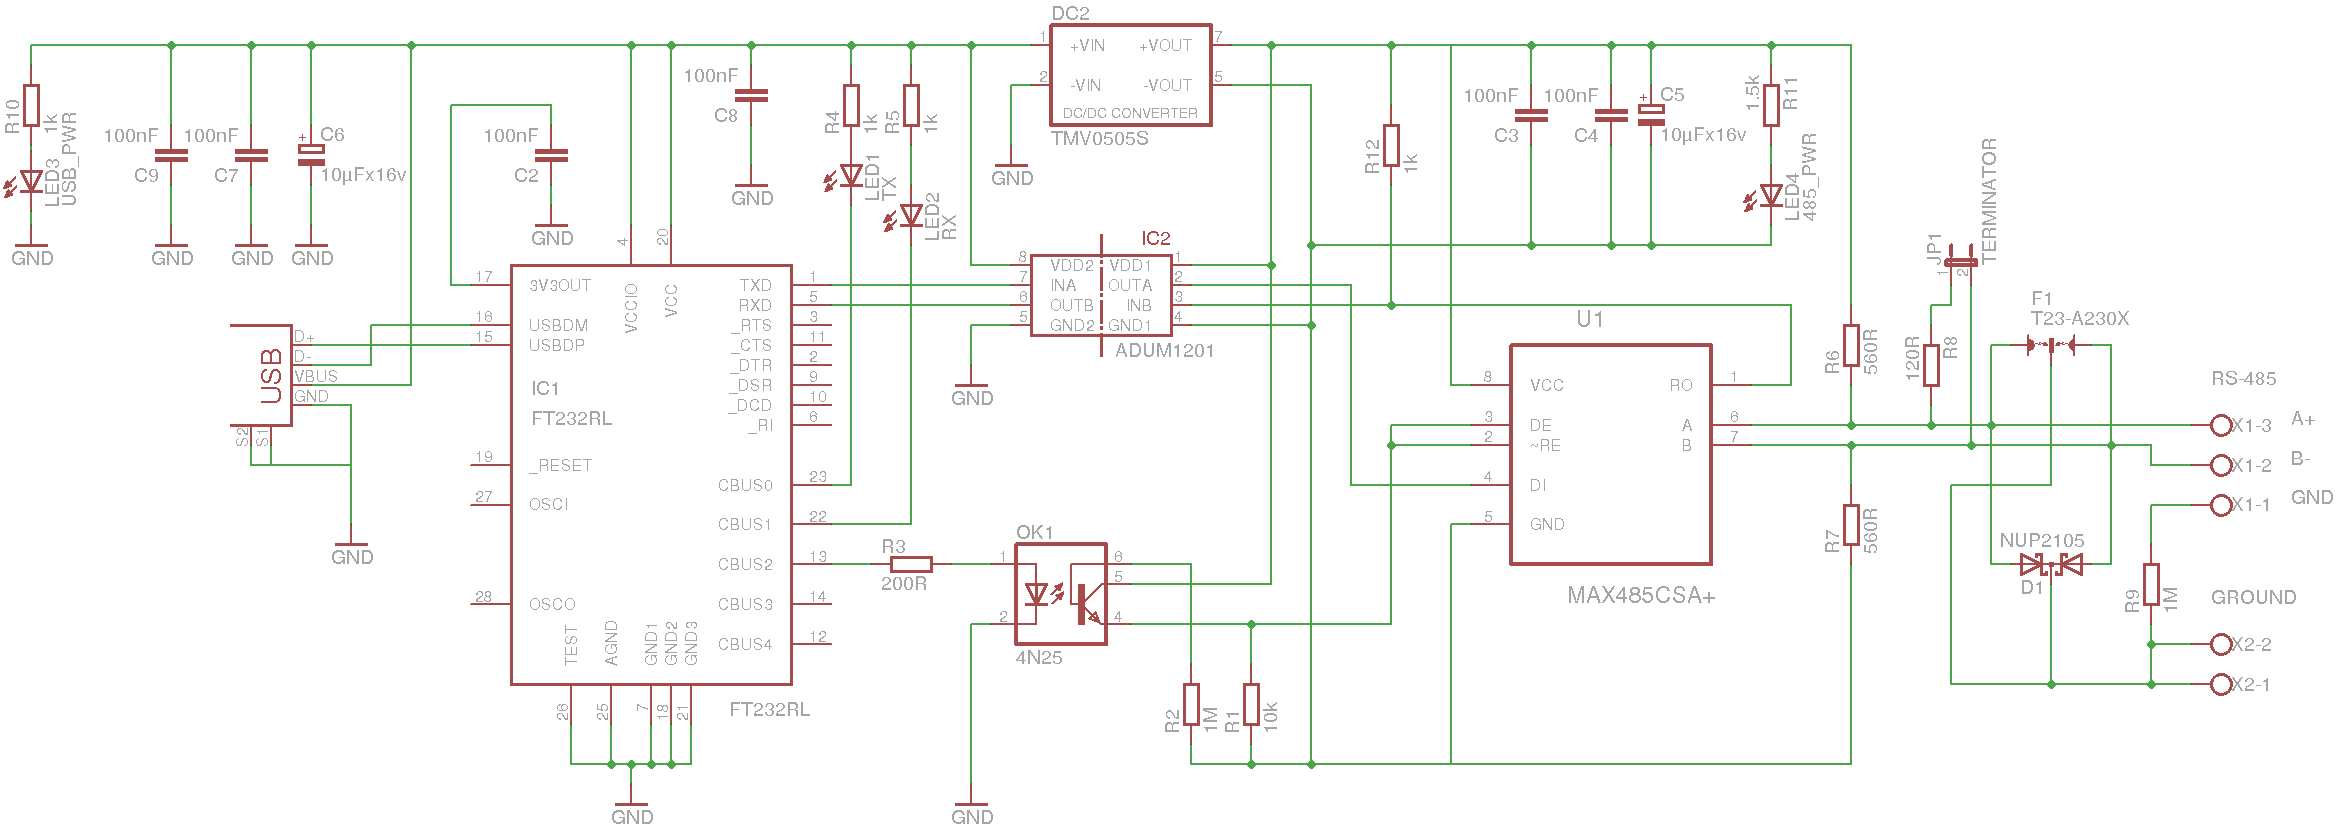 DC2
1 +VIN +VOUT 7
2 -VIN -VOUT 5
DC/DC CONVERTER
TMV0505S
GND
R10
1k
LED3
USB_PWR
GND
100nF
C9
GND
100nF
C7
GND
+
C6
10µFx16v
GND
100nF
C2
GND
100nF
C8
GND
R4
1k
LED1
TX
R5
1k
LED2
RX
R12
1k
100nF
C3
100nF
C4
+
C5
10µFx16v
1.5k
R11
LED4
485_PWR
IC2
8 VDD2 VDD1 1
7 INA OUTA 2
6 OUTB INB 3
5 GND2 GND1 4
ADUM1201
GND
4
VCCIO
20
VCC
17 3V3OUT
16 USBDM
15 USBDP
19 _RESET
27 OSCI
28 OSCO
IC1
FT232RL
TXD 1
RXD 5
_RTS 3
_CTS 11
_DTR 2
_DSR 9
_DCD 10
_RI 6
CBUS0 23
CBUS1 22
CBUS2 13
CBUS3 14
CBUS4 12
TEST
AGND
GND1
GND2
GND3
26
25
7
18
21
FT232RL
GND
USB
D+
D-
VBUS
GND
S2
S1
GND
R3
200R
OK1
1
2
6
5
4
4N25
GND
R2
1M
R1
10k
U1
8 VCC
3 DE
2 ~RE
4 DI
5 GND
RO 1
A 6
B 7
MAX485CSA+
R6
560R
R7
560R
JP1
1
2
TERMINATOR
120R
R8
F1
T23-A230X
NUP2105
D1
R9
1M
RS-485
X1-3 A+
X1-2 B-
X1-1 GND
GROUND
X2-2
X2-1